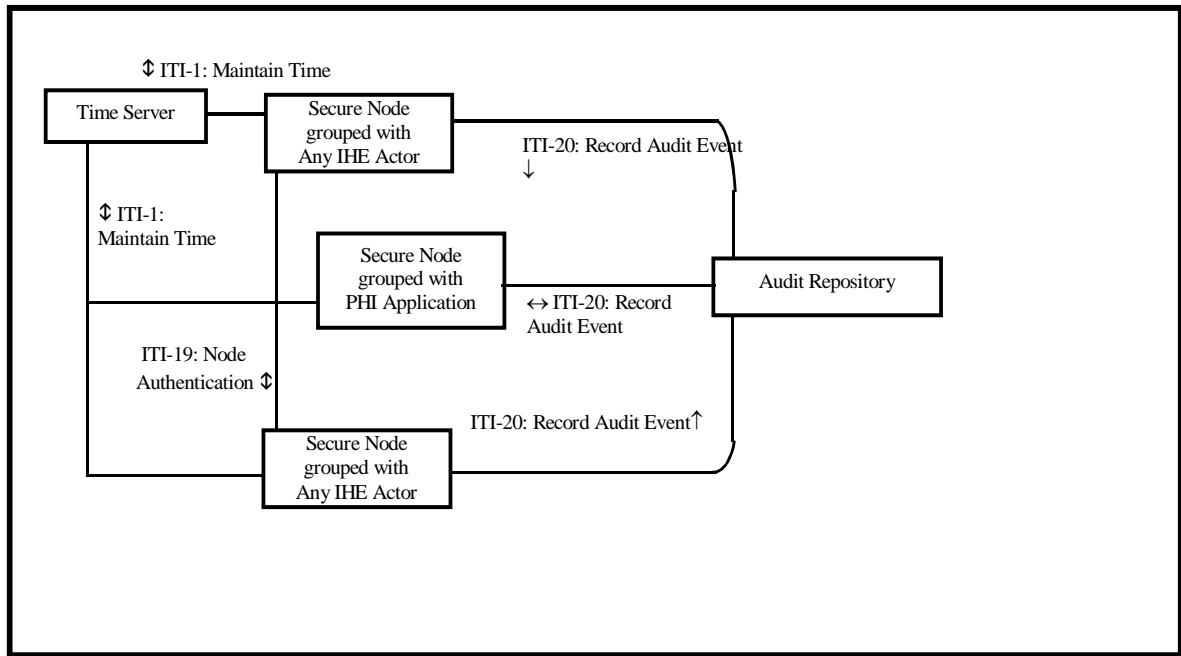 ⇕ ITI-1: Maintain Time
Time Server
Secure Node
grouped with
Any IHE Actor
ITI-20: Record Audit Event
↓
⇕ ITI-1:
Maintain Time
Secure Node
grouped with
PHI Application
Audit Repository
↔ ITI-20: Record
Audit Event
ITI-19: Node
Authentication ⇕
ITI-20: Record Audit Event↑
Secure Node
grouped with
Any IHE Actor